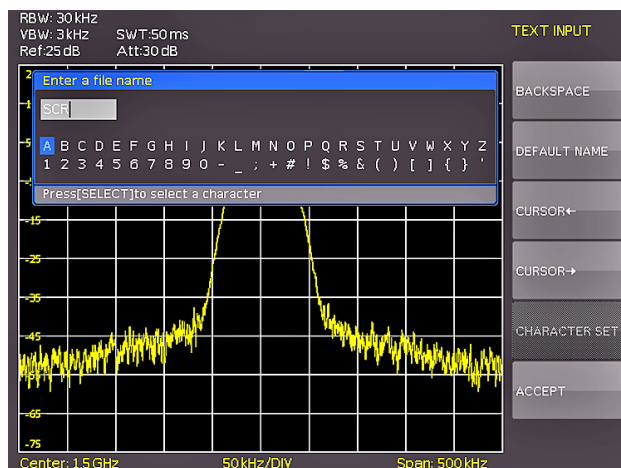 RBW: 30 kHz
VBW: 3 kHz SWT: 50 ms
Ref: 25 dB Att: 30 dB
TEXT INPUT
Enter a file name
SCR
A B C D E F G H I J K L M N O P Q R S T U V W X Y Z
1 2 3 4 5 6 7 8 9 0 - _ ; + # ! $ % & ( ) [ ] { } '
Press[SELECT]to select a character
BACKSPACE
DEFAULT NAME
CURSOR←
CURSOR→
CHARACTER SET
ACCEPT
-15
-25
-35
-45
-65
-75
Center: 1.5 GHz 50 kHz/DIV Span: 500 kHz